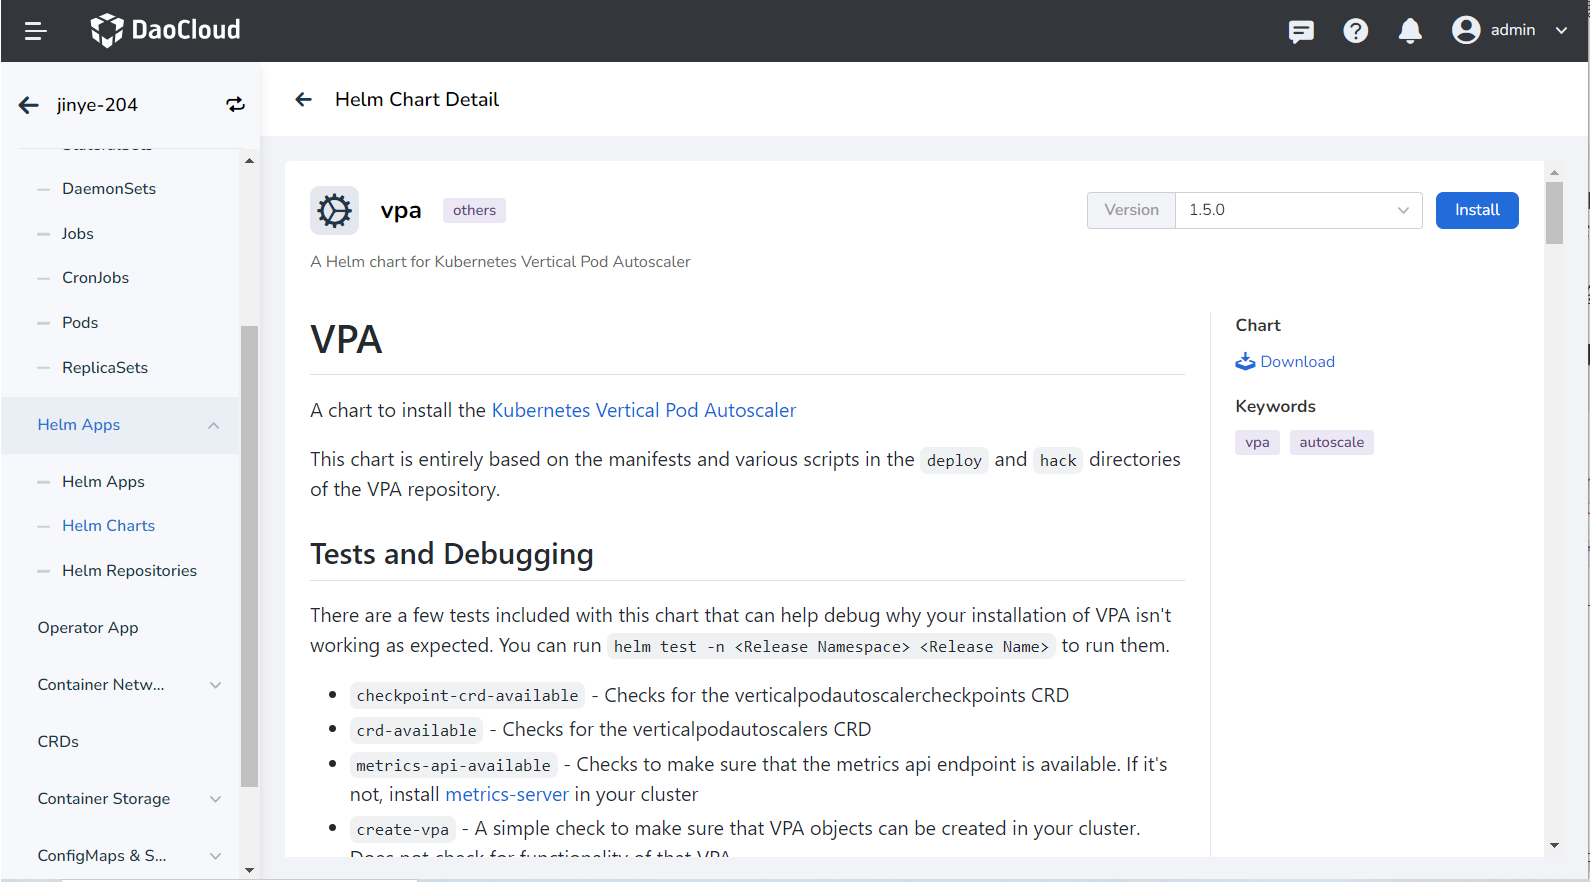 DaoCloud
admin
jinye-204
Helm Chart Detail
DaemonSets
Jobs
CronJobs
Pods
ReplicaSets
Helm Apps
Helm Apps
Helm Charts
Helm Repositories
Operator App
Container Netw...
CRDs
Container Storage
ConfigMaps & S...
vpa
others
Version
1.5.0
Install
A Helm chart for Kubernetes Vertical Pod Autoscaler
VPA
A chart to install the Kubernetes Vertical Pod Autoscaler
This chart is entirely based on the manifests and various scripts in the deploy and hack directories
of the VPA repository.
Tests and Debugging
There are a few tests included with this chart that can help debug why your installation of VPA isn't
working as expected. You can run helm test -n <Release Namespace> <Release Name> to run them.
checkpoint-crd-available - Checks for the verticalpodautoscalercheckpoints CRD
crd-available - Checks for the verticalpodautoscalers CRD
metrics-api-available - Checks to make sure that the metrics api endpoint is available. If it's
not, install metrics-server in your cluster
create-vpa - A simple check to make sure that VPA objects can be created in your cluster.
Does not check for functionality of that VPA
Chart
Download
Keywords
vpa
autoscale